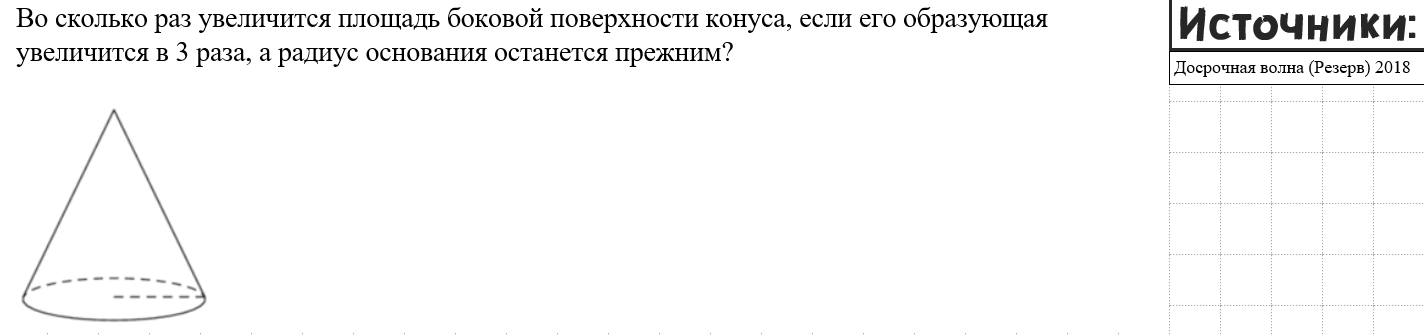 Во сколько раз увеличится площадь боковой поверхности конуса, если его образующая
увеличится в 3 раза, а радиус основания останется прежним?
Источники:
Досрочная волна (Резерв) 2018